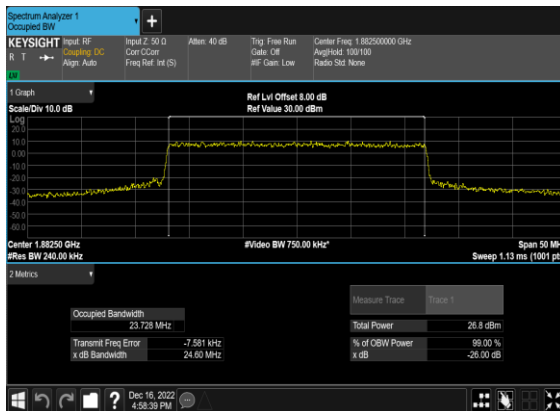 Spectrum Analyzer 1
Occupied BW
KEYSIGHT
R T
LXI
Input: RF
Coupling: DC
Align: Auto
Input Z: 50 Ω
Corr CCorr
Freq Ref: Int (S)
Atten: 40 dB
Trig: Free Run
Gate: Off
#IF Gain: Low
Center Freq: 1.882500000 GHz
Avg|Hold: 100/100
Radio Std: None
1 Graph
Scale/Div 10.0 dB
Ref Lvl Offset 8.00 dB
Ref Value 30.00 dBm
Log
20.0
10.0
0.00
-10.0
-20.0
-30.0
-40.0
-50.0
-60.0
Center 1.88250 GHz
#Res BW 240.00 kHz
#Video BW 750.00 kHz*
Span 50 MH
Sweep 1.13 ms (1001 pt
2 Metrics
Occupied Bandwidth
23.728 MHz
Transmit Freq Error -7.581 kHz
x dB Bandwidth 24.60 MHz
Measure Trace Trace 1
Total Power 26.8 dBm
% of OBW Power 99.00 %
x dB -26.00 dB
Dec 16, 2022
4:58:39 PM